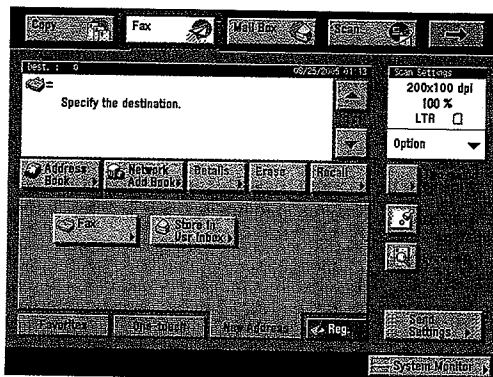 Copy
Fax
Mail Box
Scan
Dest. : 0
08/25/2005 01:13
Specify the destination.
Scan Settings
200x100 dpi
100 %
LTR
Option
Address
Book
Network
Add Book
Details
Erase
Recall
Fax
Store In
Usr Inbox
Favorites
One-touch
New Address
Reg.
Send
Settings
System Monitor